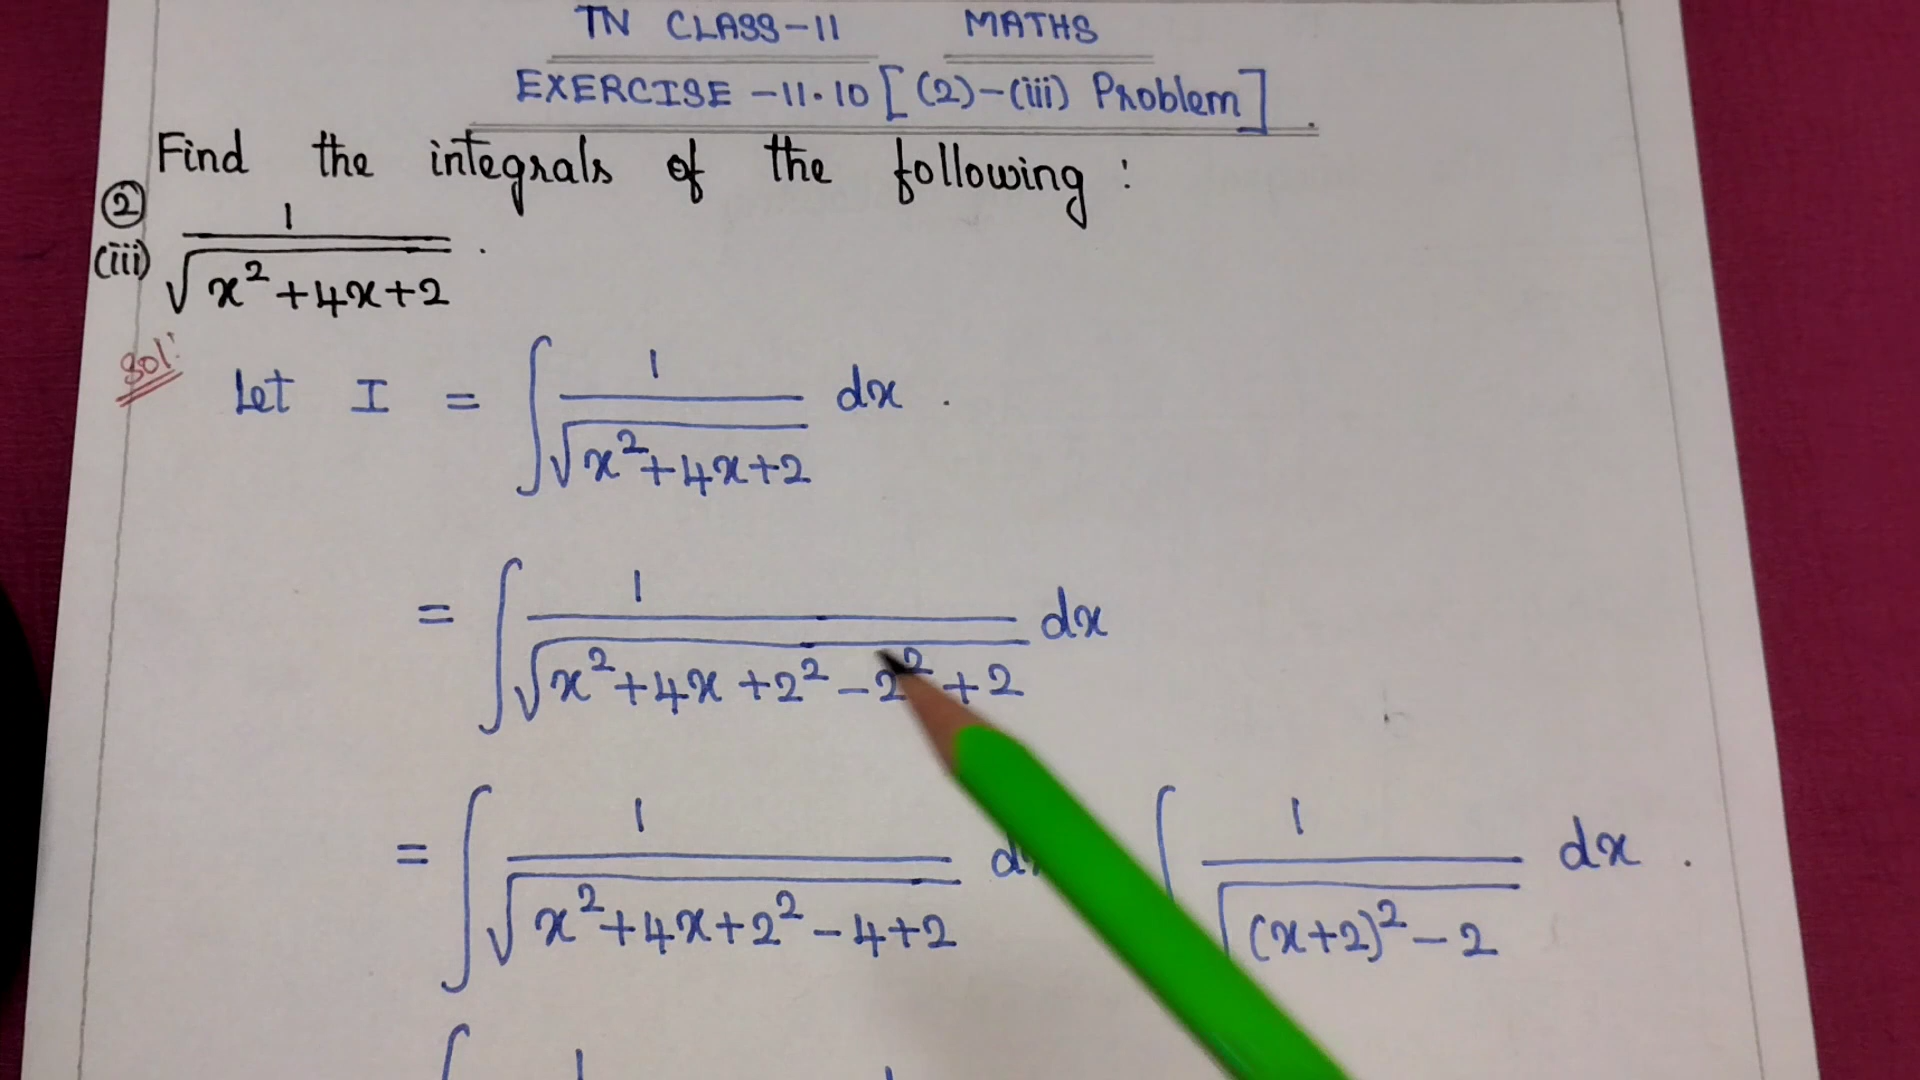 TN CLASS-11 MATHS
EXERCISE -11.10 [(2)-(iii) Problem].
Find the integrals of the following :
② (iii) 1/√(x²+4x+2) .
Sol:
Let I = ∫ 1/√(x²+4x+2) dx .
= ∫ 1/√(x²+4x+2²-2²+2) dx
= ∫ 1/√(x²+4x+2²-4+2) dx ∫ 1/√((x+2)²-2) dx .